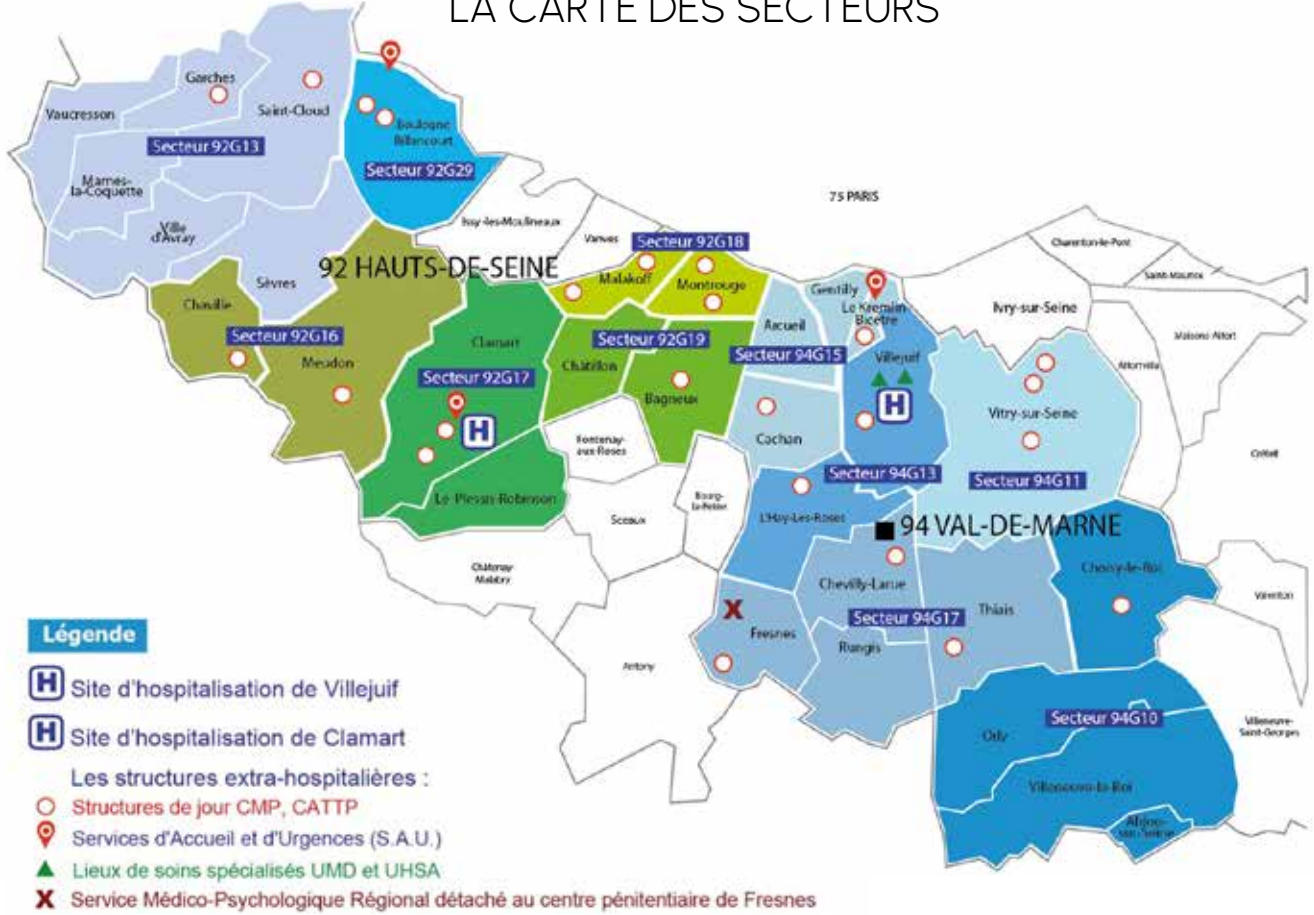 LA CARTE DES SECTEURS
Garches
Vaucresson
Saint-Cloud
Secteur 92G13
Marnes-
la-Coquette
Ville
d'Avray
Sèvres
Boulogne
Billancourt
Secteur 92G29
Issy-les-Moulineaux
Vanves
75 PARIS
92 HAUTS-DE-SEINE
Secteur 92G18
Malakoff
Montrouge
Chaville
Secteur 92G16
Meudon
Clamart
Secteur 92G17
H
Le Plessis-Robinson
Châtillon
Secteur 92G19
Bagneux
Fontenay-
aux-Roses
Sceaux
Bourg-
la-Reine
Châtenay
Malabry
Antony
Gentilly
Le Kremlin
Bicêtre
Arcueil
Secteur 94G15
Cachan
Villejuif
H
Secteur 94G13
L'Haÿ-Les-Roses
Charenton-le-Pont
Saint-Maurice
Ivry-sur-Seine
Maisons-Alfort
Alfortville
Vitry-sur-Seine
Secteur 94G11
Créteil
94 VAL-DE-MARNE
Chevilly-Larue
Secteur 94G17
Thiais
X
Fresnes
Rungis
Choisy-le-Roi
Valenton
Secteur 94G10
Orly
Villeneuve-le-Roi
Villeneuve-
Saint-Georges
Ablon-
sur-Seine
Légende
H Site d'hospitalisation de Villejuif
H Site d'hospitalisation de Clamart
Les structures extra-hospitalières :
Structures de jour CMP, CATTP
Services d'Accueil et d'Urgences (S.A.U.)
Lieux de soins spécialisés UMD et UHSA
X Service Médico-Psychologique Régional détaché au centre pénitentiaire de Fresnes